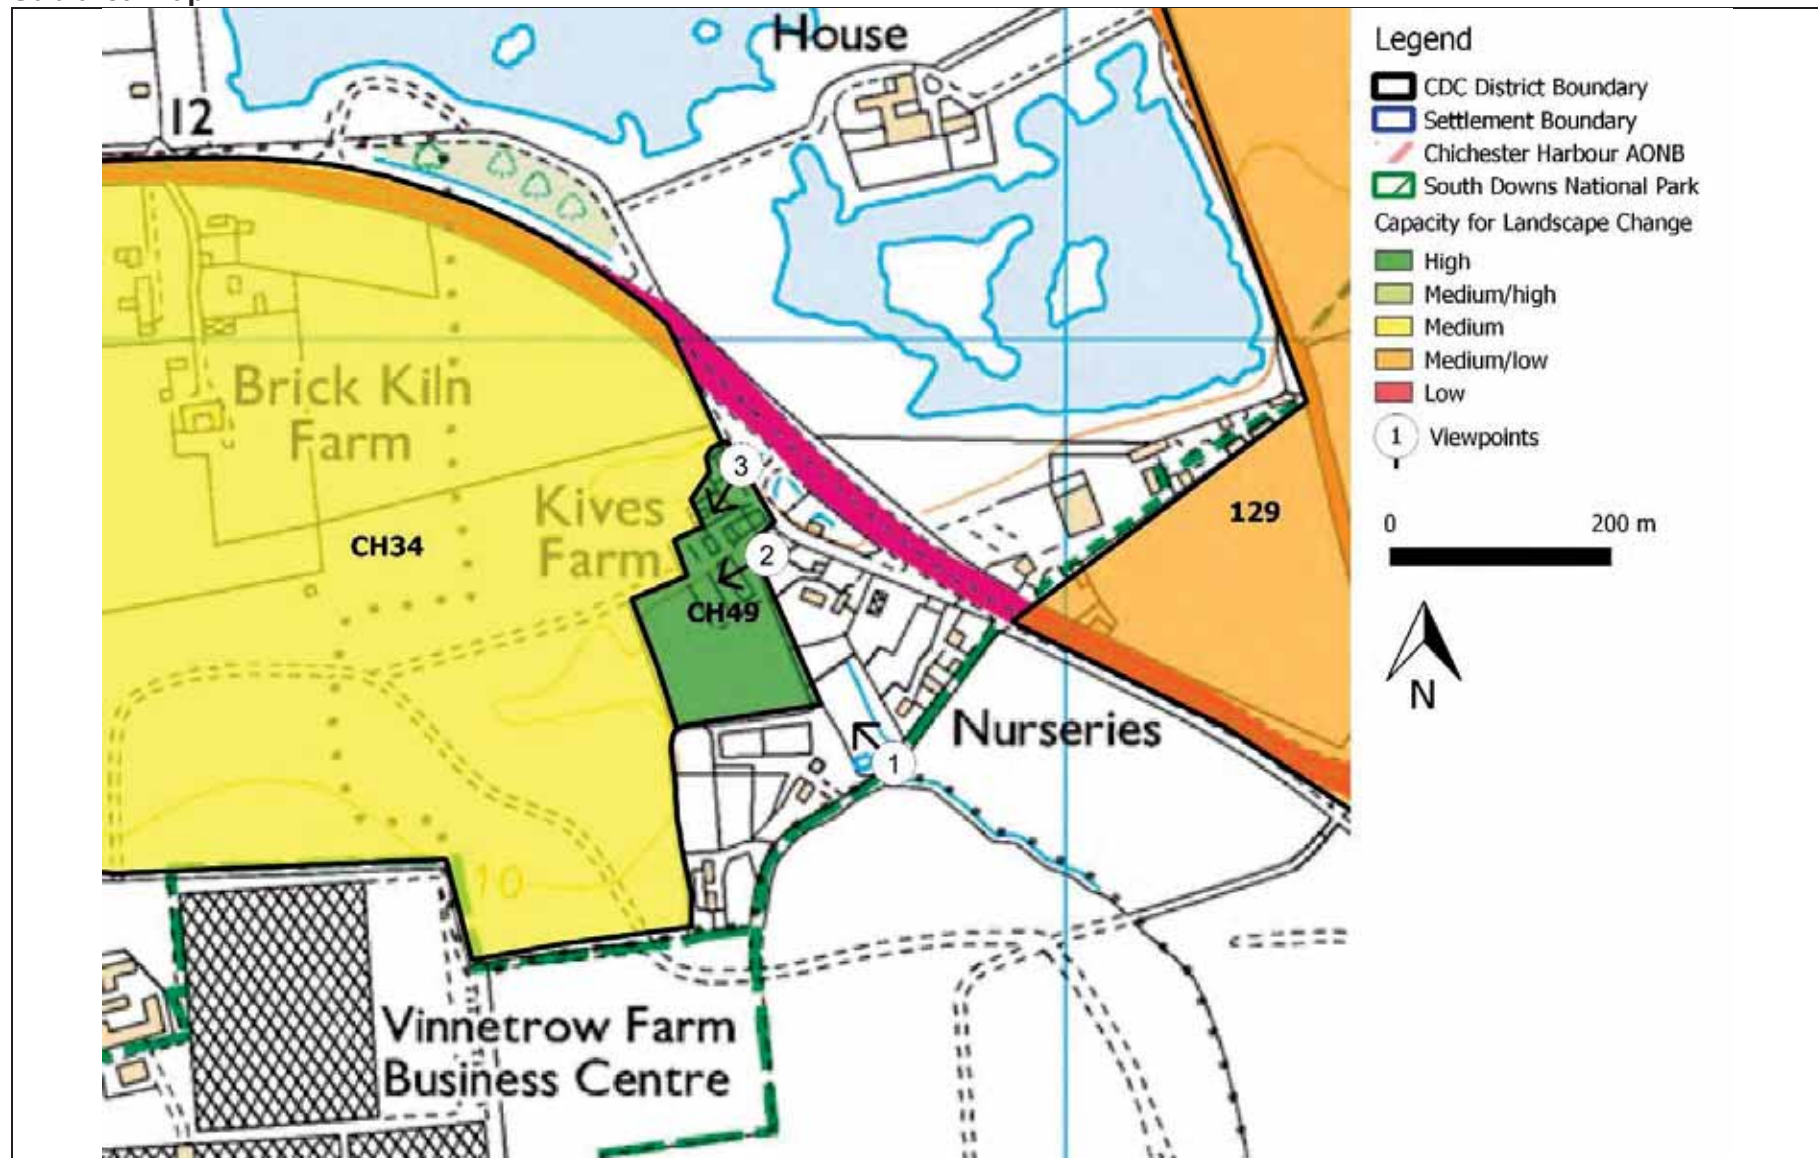 House
12
Brick Kiln
Farm
Kives
Farm
CH34
CH49
129
3
2
1
Nurseries
10
Vinnetrow Farm
Business Centre
Legend
CDC District Boundary
Settlement Boundary
Chichester Harbour AONB
South Downs National Park
Capacity for Landscape Change
High
Medium/high
Medium
Medium/low
Low
1 Viewpoints
0 200 m
N